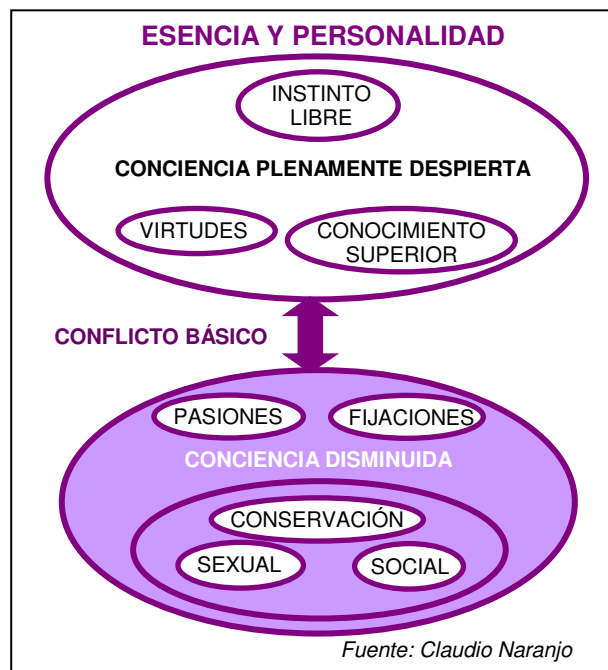 ESENCIA Y PERSONALIDAD
INSTINTO
LIBRE
CONCIENCIA PLENAMENTE DESPIERTA
VIRTUDES
CONOCIMIENTO
SUPERIOR
CONFLICTO BÁSICO
PASIONES
FIJACIONES
CONCIENCIA DISMINUIDA
CONSERVACIÓN
SEXUAL
SOCIAL
Fuente: Claudio Naranjo